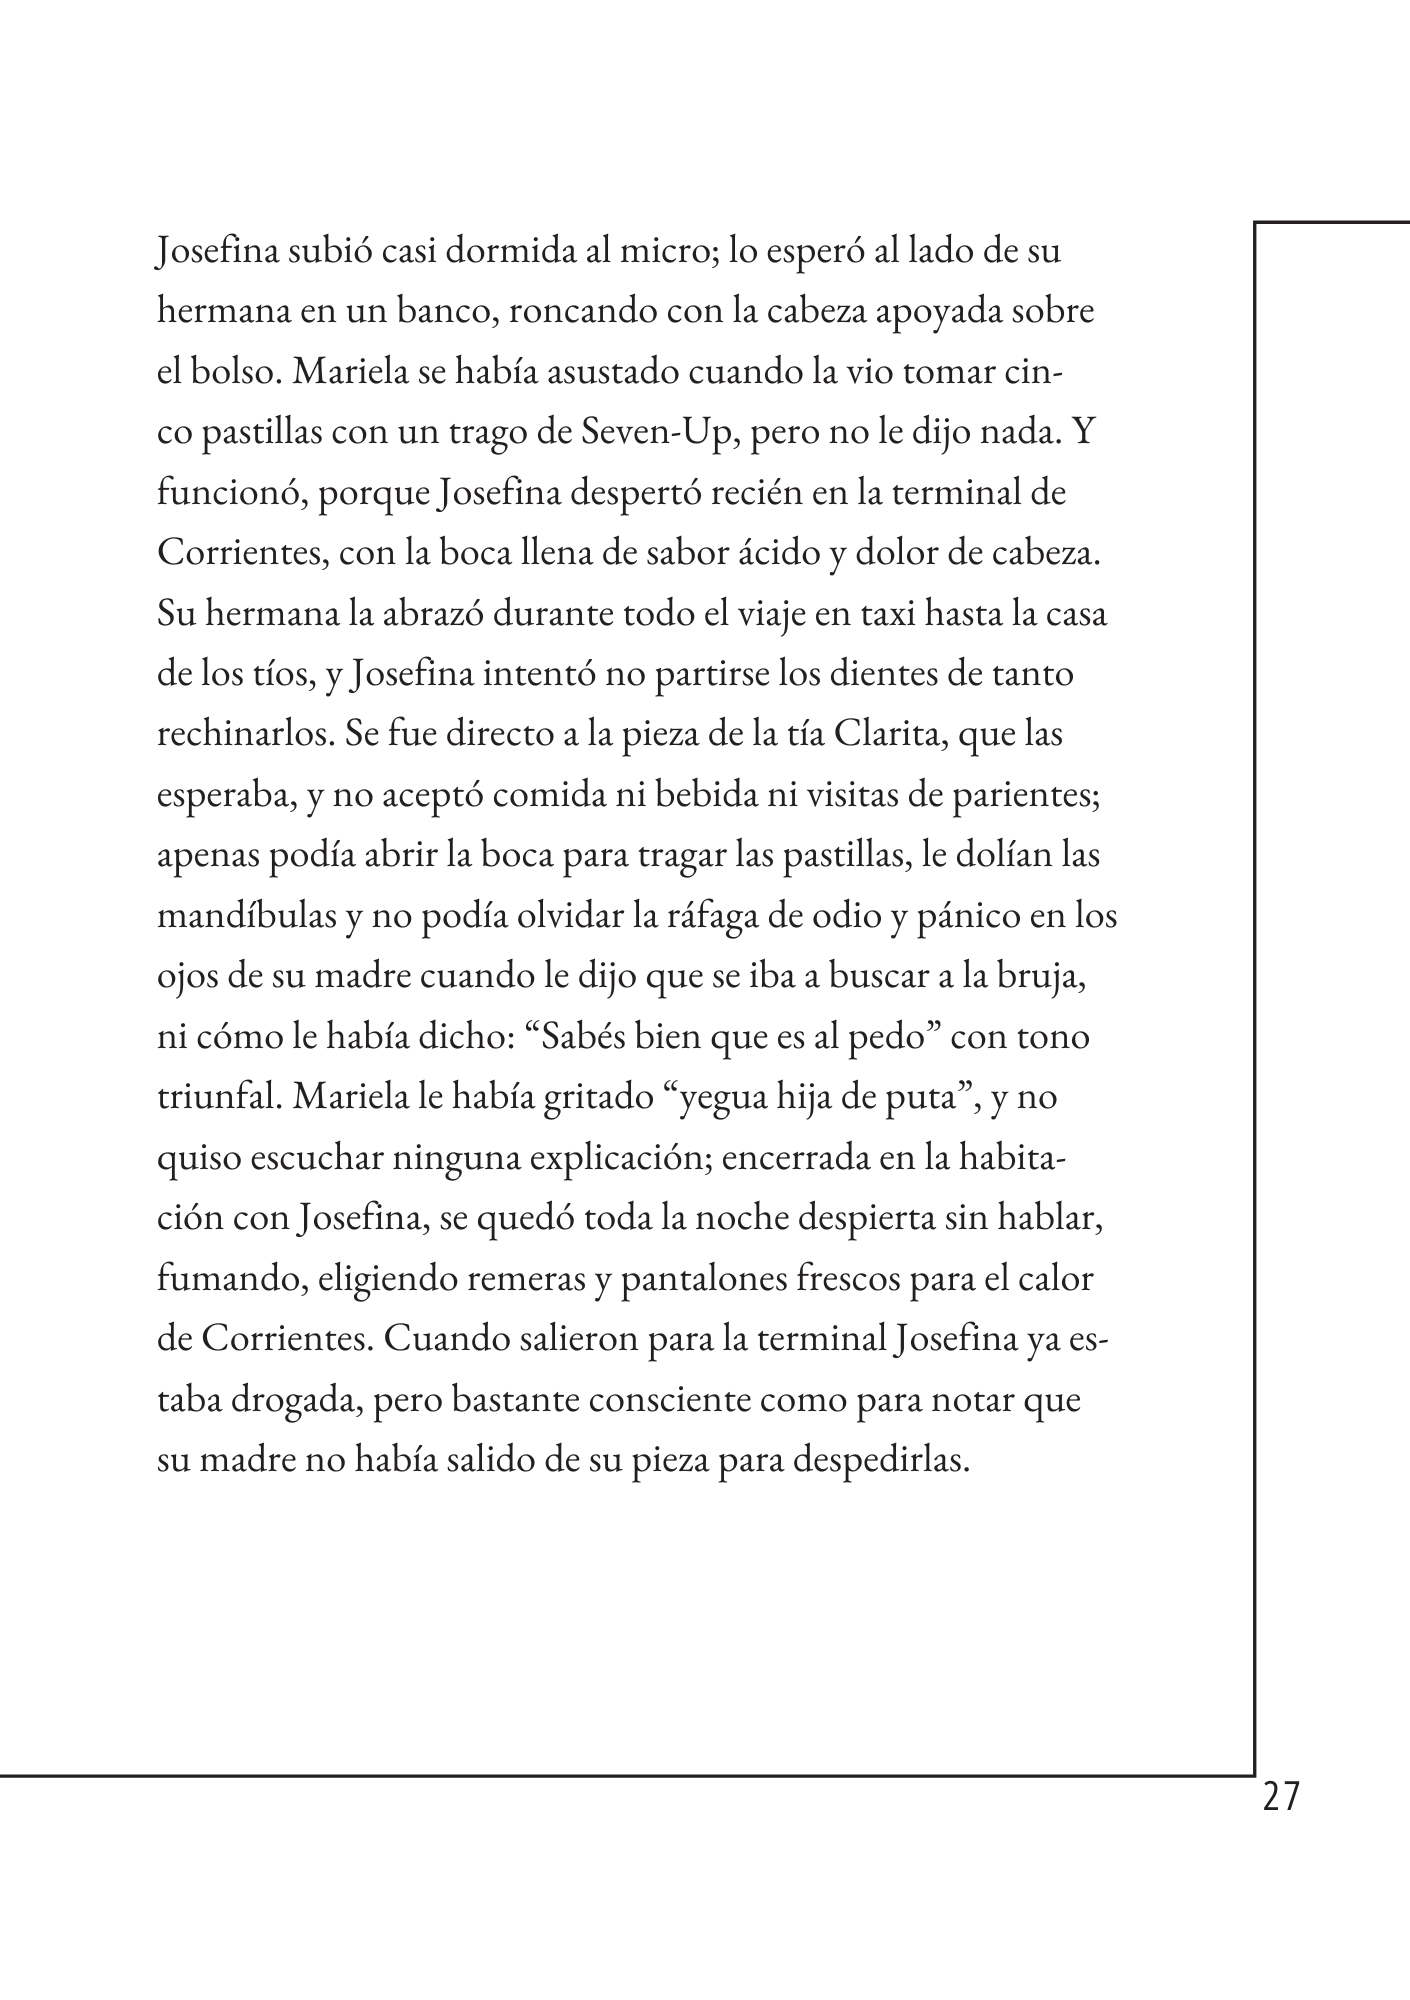 Josefina subió casi dormida al micro; lo esperó al lado de su
hermana en un banco, roncando con la cabeza apoyada sobre
el bolso. Mariela se había asustado cuando la vio tomar cin-
co pastillas con un trago de Seven-Up, pero no le dijo nada. Y
funcionó, porque Josefina despertó recién en la terminal de
Corrientes, con la boca llena de sabor ácido y dolor de cabeza.
Su hermana la abrazó durante todo el viaje en taxi hasta la casa
de los tíos, y Josefina intentó no partirse los dientes de tanto
rechinarlos. Se fue directo a la pieza de la tía Clarita, que las
esperaba, y no aceptó comida ni bebida ni visitas de parientes;
apenas podía abrir la boca para tragar las pastillas, le dolían las
mandíbulas y no podía olvidar la ráfaga de odio y pánico en los
ojos de su madre cuando le dijo que se iba a buscar a la bruja,
ni cómo le había dicho: “Sabés bien que es al pedo” con tono
triunfal. Mariela le había gritado “yegua hija de puta”, y no
quiso escuchar ninguna explicación; encerrada en la habita-
ción con Josefina, se quedó toda la noche despierta sin hablar,
fumando, eligiendo remeras y pantalones frescos para el calor
de Corrientes. Cuando salieron para la terminal Josefina ya es-
taba drogada, pero bastante consciente como para notar que
su madre no había salido de su pieza para despedirlas.
27